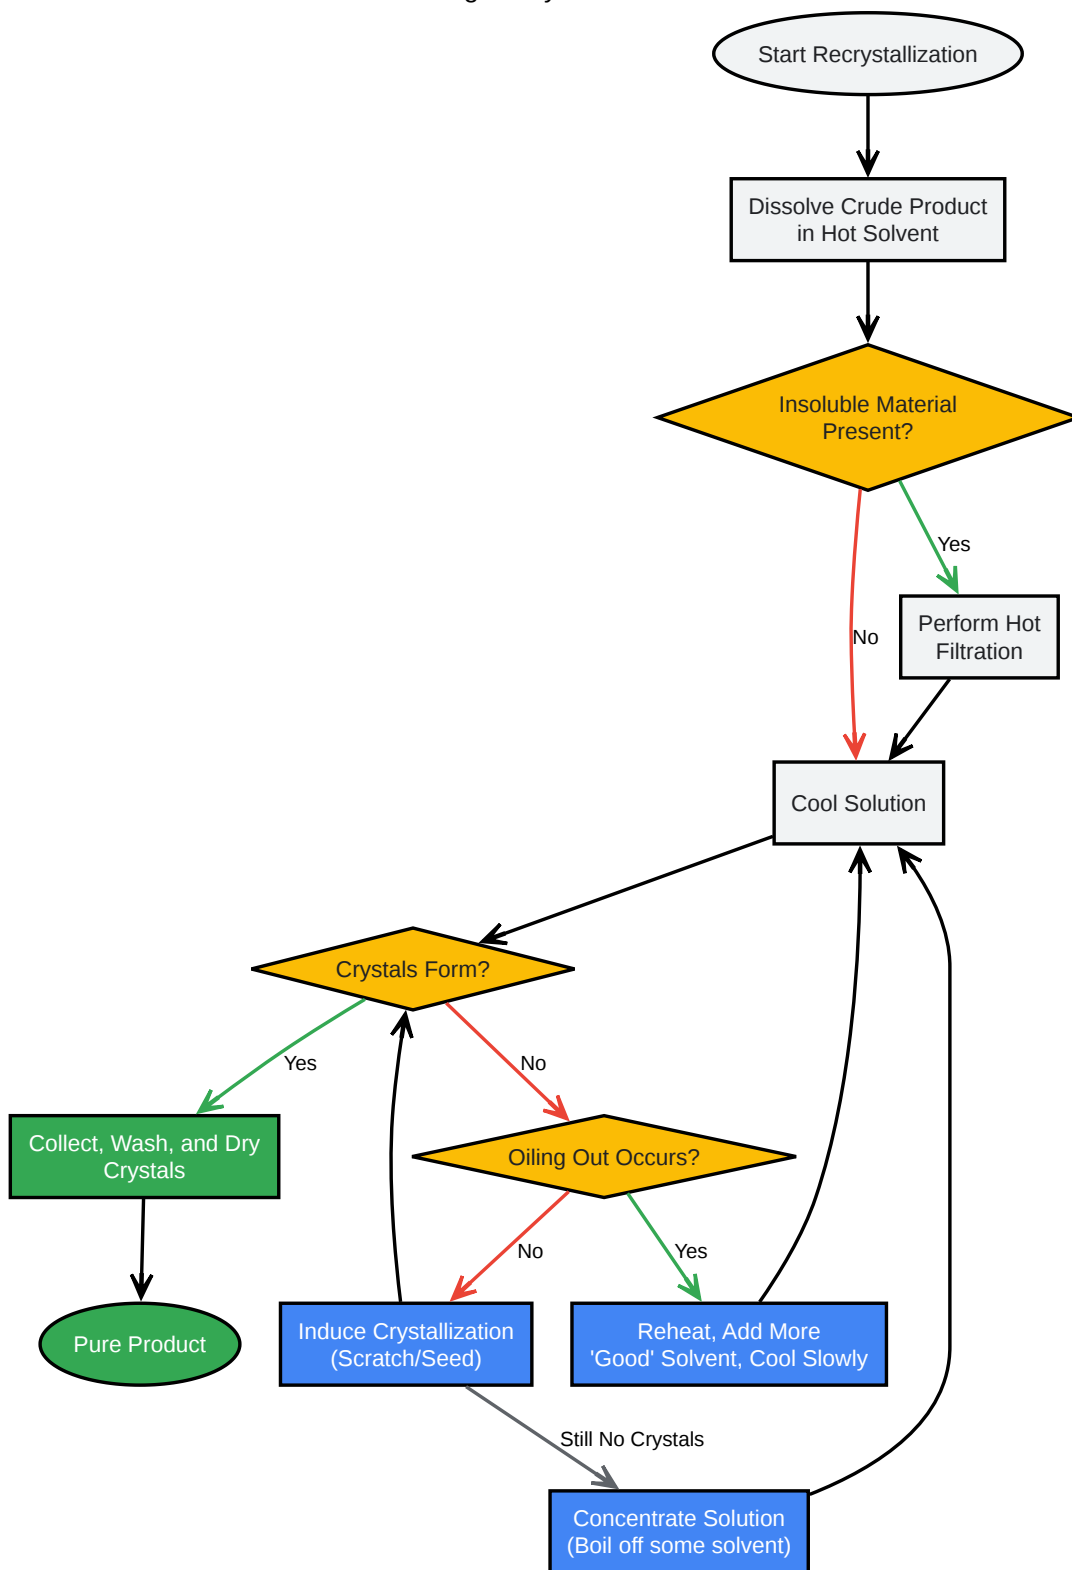 Start Recrystallization
Dissolve Crude Product
in Hot Solvent
Insoluble Material
Present?
Yes
No
Perform Hot
Filtration
Cool Solution
Crystals Form?
Yes
No
Collect, Wash, and Dry
Crystals
Oiling Out Occurs?
No
Yes
Pure Product
Induce Crystallization
(Scratch/Seed)
Reheat, Add More
'Good' Solvent, Cool Slowly
Still No Crystals
Concentrate Solution
(Boil off some solvent)